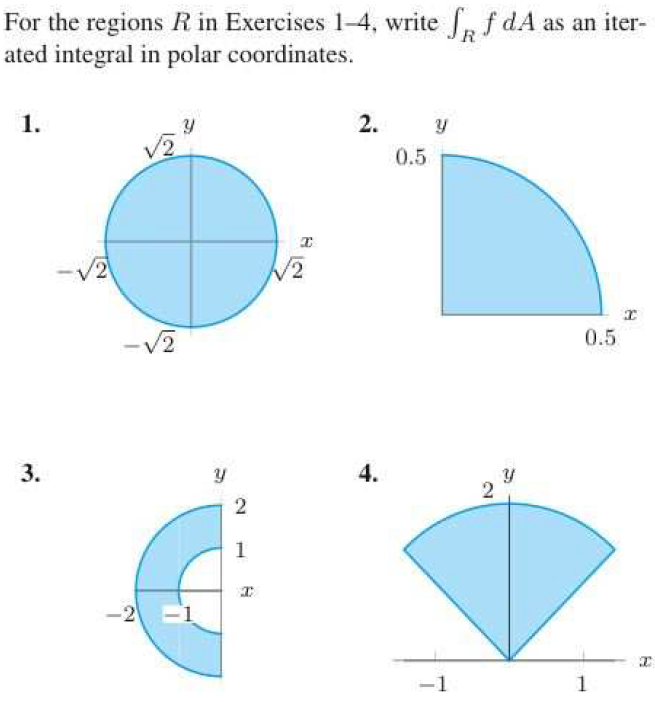 For the regions R in Exercises 1–4, write ∫_R f dA as an iter-
ated integral in polar coordinates.
1.
y
√2
x
−√2
√2
−√2
2.
y
0.5
x
0.5
3.
y
2
1
x
−2
−1
4.
y
2
x
−1
1